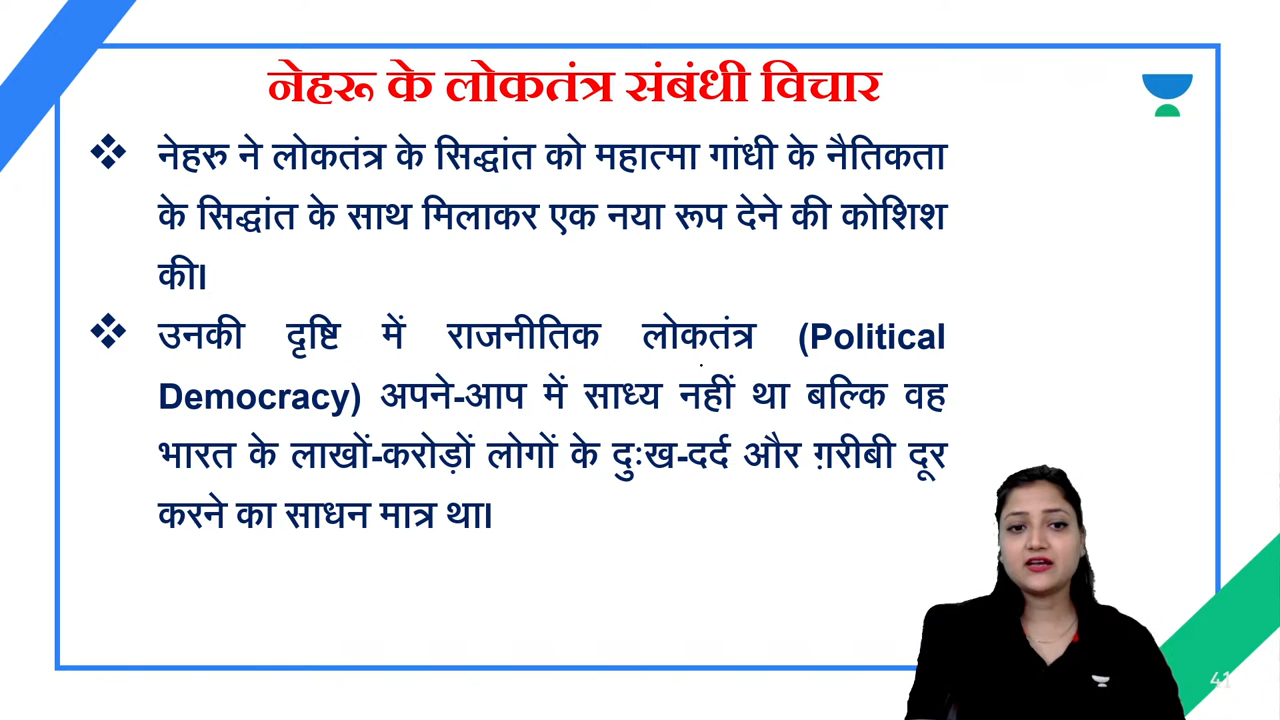 नेहरू के लोकतंत्र संबंधी विचार
नेहरु ने लोकतंत्र के सिद्धांत को महात्मा गांधी के नैतिकता
के सिद्धांत के साथ मिलाकर एक नया रूप देने की कोशिश
की।
उनकी दृष्टि में राजनीतिक लोकतंत्र (Political
Democracy) अपने-आप में साध्य नहीं था बल्कि वह
भारत के लाखों-करोड़ों लोगों के दुःख-दर्द और ग़रीबी दूर
करने का साधन मात्र था।
41